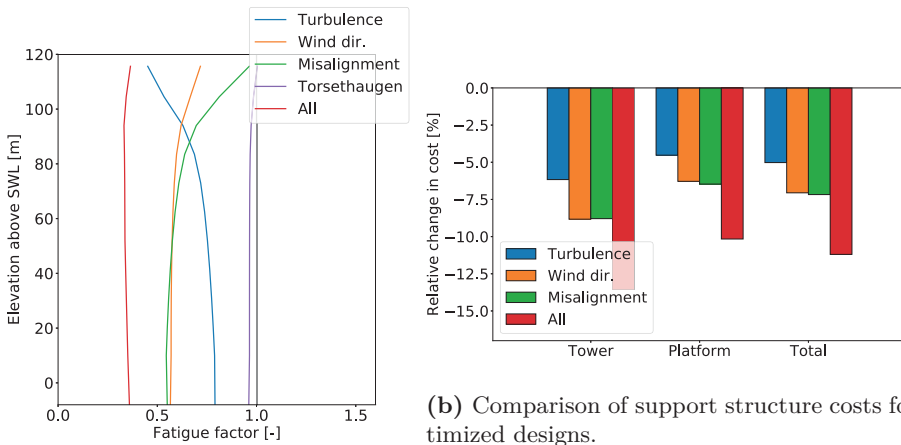 Turbulence
Wind dir.
Misalignment
Torsethaugen
All
120
100
80
60
40
20
0
Elevation above SWL [m]
0.0 0.5 1.0 1.5
Fatigue factor [-]
0.0
−2.5
−5.0
−7.5
−10.0
−12.5
−15.0
Relative change in cost [%]
Turbulence
Wind dir.
Misalignment
All
Tower Platform Total
(b) Comparison of support structure costs fo
timized designs.